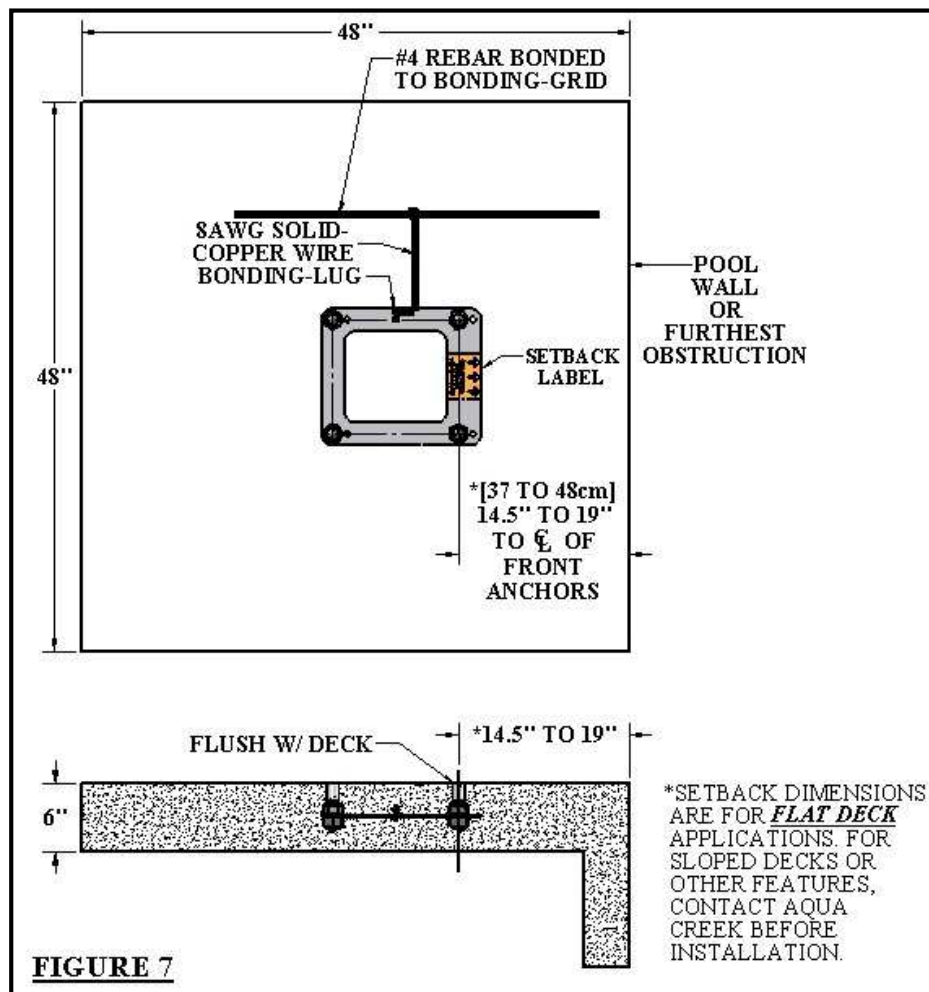 48"
#4 REBAR BONDED
TO BONDING-GRID
8AWG SOLID-
COPPER WIRE
BONDING-LUG
POOL
WALL
OR
FURTHEST
OBSTRUCTION
48"
SETBACK
LABEL
*[37 TO 48cm]
14.5" TO 19"
TO ℄ OF
FRONT
ANCHORS
FLUSH W/ DECK
*14.5" TO 19"
6"
*SETBACK DIMENSIONS
ARE FOR FLAT DECK
APPLICATIONS. FOR
SLOPED DECKS OR
OTHER FEATURES,
CONTACT AQUA
CREEK BEFORE
INSTALLATION.
FIGURE 7